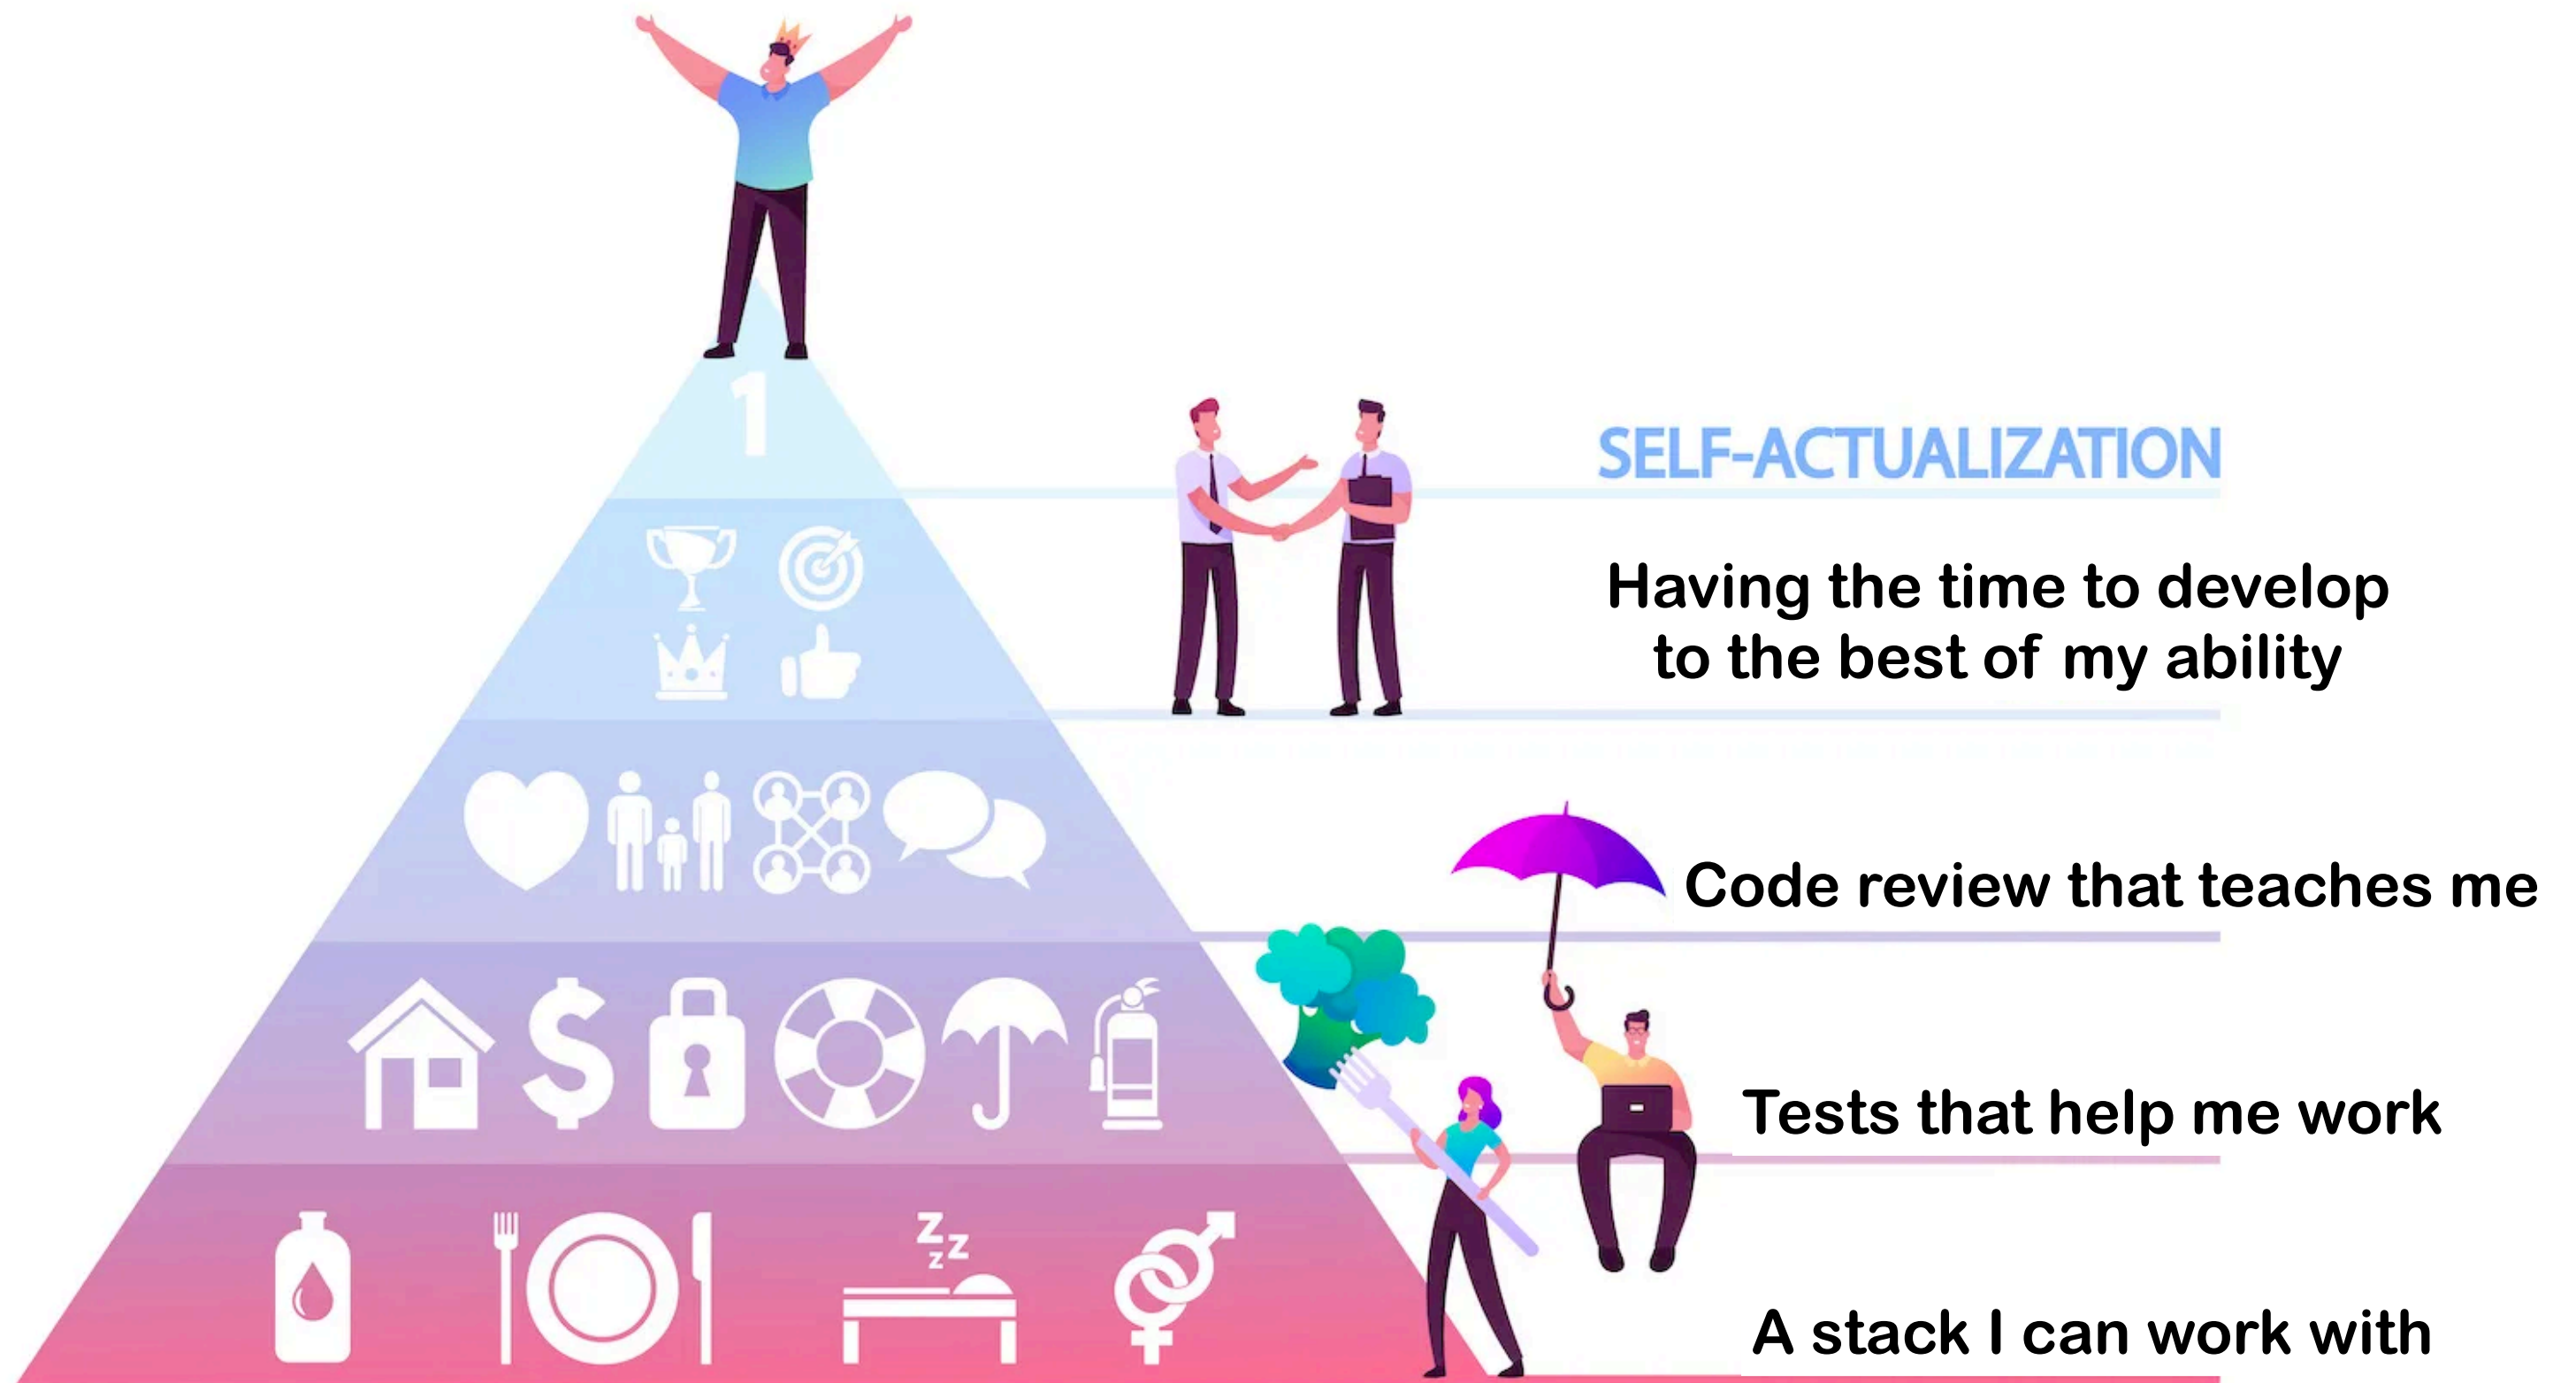 1
SELF-ACTUALIZATION
Having the time to develop
to the best of my ability
Code review that teaches me
Tests that help me work
$
z z
z
A stack I can work with